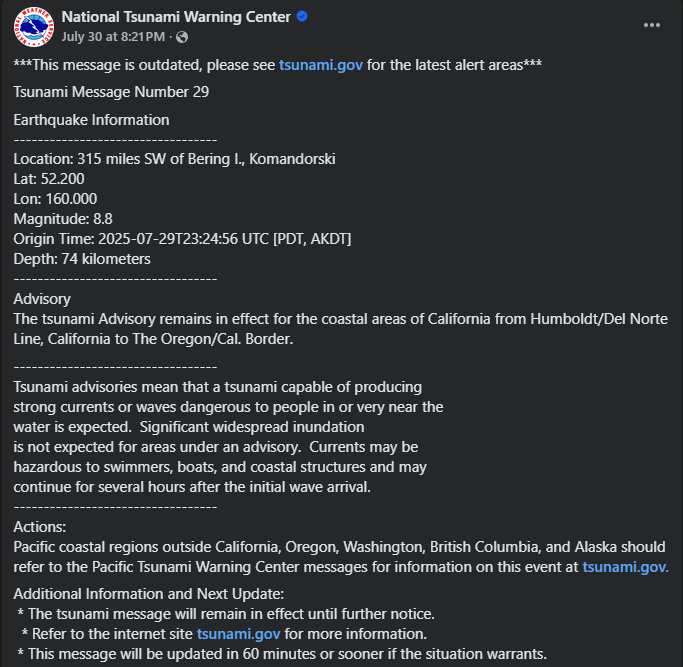 National Tsunami Warning Center
July 30 at 8:21 PM ·
***This message is outdated, please see tsunami.gov for the latest alert areas***
Tsunami Message Number 29
Earthquake Information
----------------------------------
Location: 315 miles SW of Bering I., Komandorski
Lat: 52.200
Lon: 160.000
Magnitude: 8.8
Origin Time: 2025-07-29T23:24:56 UTC [PDT, AKDT]
Depth: 74 kilometers
----------------------------------
Advisory
The tsunami Advisory remains in effect for the coastal areas of California from Humboldt/Del Norte
Line, California to The Oregon/Cal. Border.
----------------------------------
Tsunami advisories mean that a tsunami capable of producing
strong currents or waves dangerous to people in or very near the
water is expected.  Significant widespread inundation
is not expected for areas under an advisory.  Currents may be
hazardous to swimmers, boats, and coastal structures and may
continue for several hours after the initial wave arrival.
----------------------------------
Actions:
Pacific coastal regions outside California, Oregon, Washington, British Columbia, and Alaska should
refer to the Pacific Tsunami Warning Center messages for information on this event at tsunami.gov.
Additional Information and Next Update:
* The tsunami message will remain in effect until further notice.
* Refer to the internet site tsunami.gov for more information.
* This message will be updated in 60 minutes or sooner if the situation warrants.